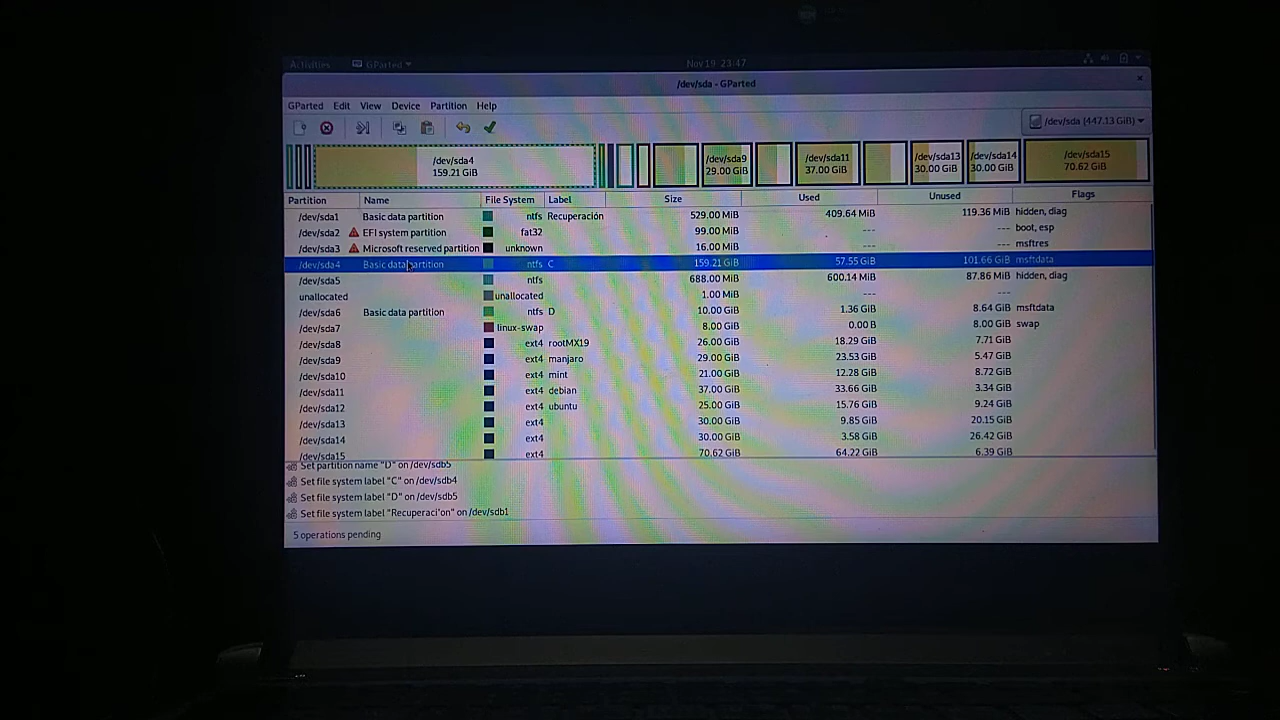 Activities GParted Nov 19 23:47
/dev/sda - GParted ×
GParted Edit View Device Partition Help
/dev/sda (447.13 GiB)
/dev/sda4 159.21 GiB
/dev/sda9 29.00 GiB
/dev/sda11 37.00 GiB
/dev/sda13 30.00 GiB
/dev/sda14 30.00 GiB
/dev/sda15 70.62 GiB
Partition Name File System Label Size Used Unused Flags
/dev/sda1 Basic data partition ntfs Recuperación 529.00 MiB 409.64 MiB 119.36 MiB hidden, diag
/dev/sda2 EFI system partition fat32 99.00 MiB --- --- boot, esp
/dev/sda3 Microsoft reserved partition unknown 16.00 MiB --- --- msftres
/dev/sda4 Basic data partition ntfs C 159.21 GiB 57.55 GiB 101.66 GiB msftdata
/dev/sda5 ntfs 688.00 MiB 600.14 MiB 87.86 MiB hidden, diag
unallocated unallocated 1.00 MiB --- ---
/dev/sda6 Basic data partition ntfs D 10.00 GiB 1.36 GiB 8.64 GiB msftdata
/dev/sda7 linux-swap 8.00 GiB 0.00 B 8.00 GiB swap
/dev/sda8 ext4 rootMX19 26.00 GiB 18.29 GiB 7.71 GiB
/dev/sda9 ext4 manjaro 29.00 GiB 23.53 GiB 5.47 GiB
/dev/sda10 ext4 mint 21.00 GiB 12.28 GiB 8.72 GiB
/dev/sda11 ext4 debian 37.00 GiB 33.66 GiB 3.34 GiB
/dev/sda12 ext4 ubuntu 25.00 GiB 15.76 GiB 9.24 GiB
/dev/sda13 ext4 30.00 GiB 9.85 GiB 20.15 GiB
/dev/sda14 ext4 30.00 GiB 3.58 GiB 26.42 GiB
/dev/sda15 ext4 70.62 GiB 64.22 GiB 6.39 GiB
Set partition name "D" on /dev/sdb5
Set file system label "C" on /dev/sdb4
Set file system label "D" on /dev/sdb5
Set file system label "Recuperaci'on" on /dev/sdb1
5 operations pending